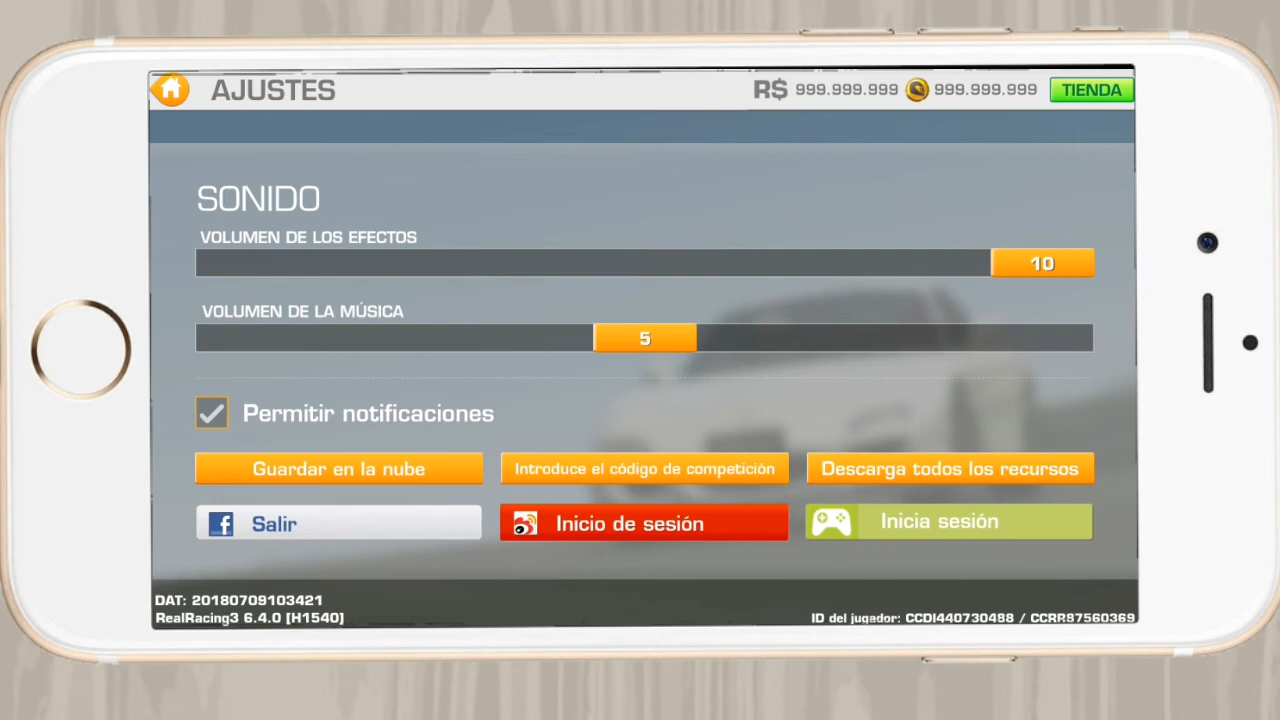 AJUSTES
R$ 999.999.999 999.999.999 TIENDA
SONIDO
VOLUMEN DE LOS EFECTOS
10
VOLUMEN DE LA MÚSICA
5
Permitir notificaciones
Guardar en la nube Introduce el código de competición Descarga todos los recursos
f Salir Inicio de sesión Inicia sesión
DAT: 20180709103421
RealRacing3 6.4.0 [H1540]
ID del jugador: CCDI440730488 / CCRR87560369